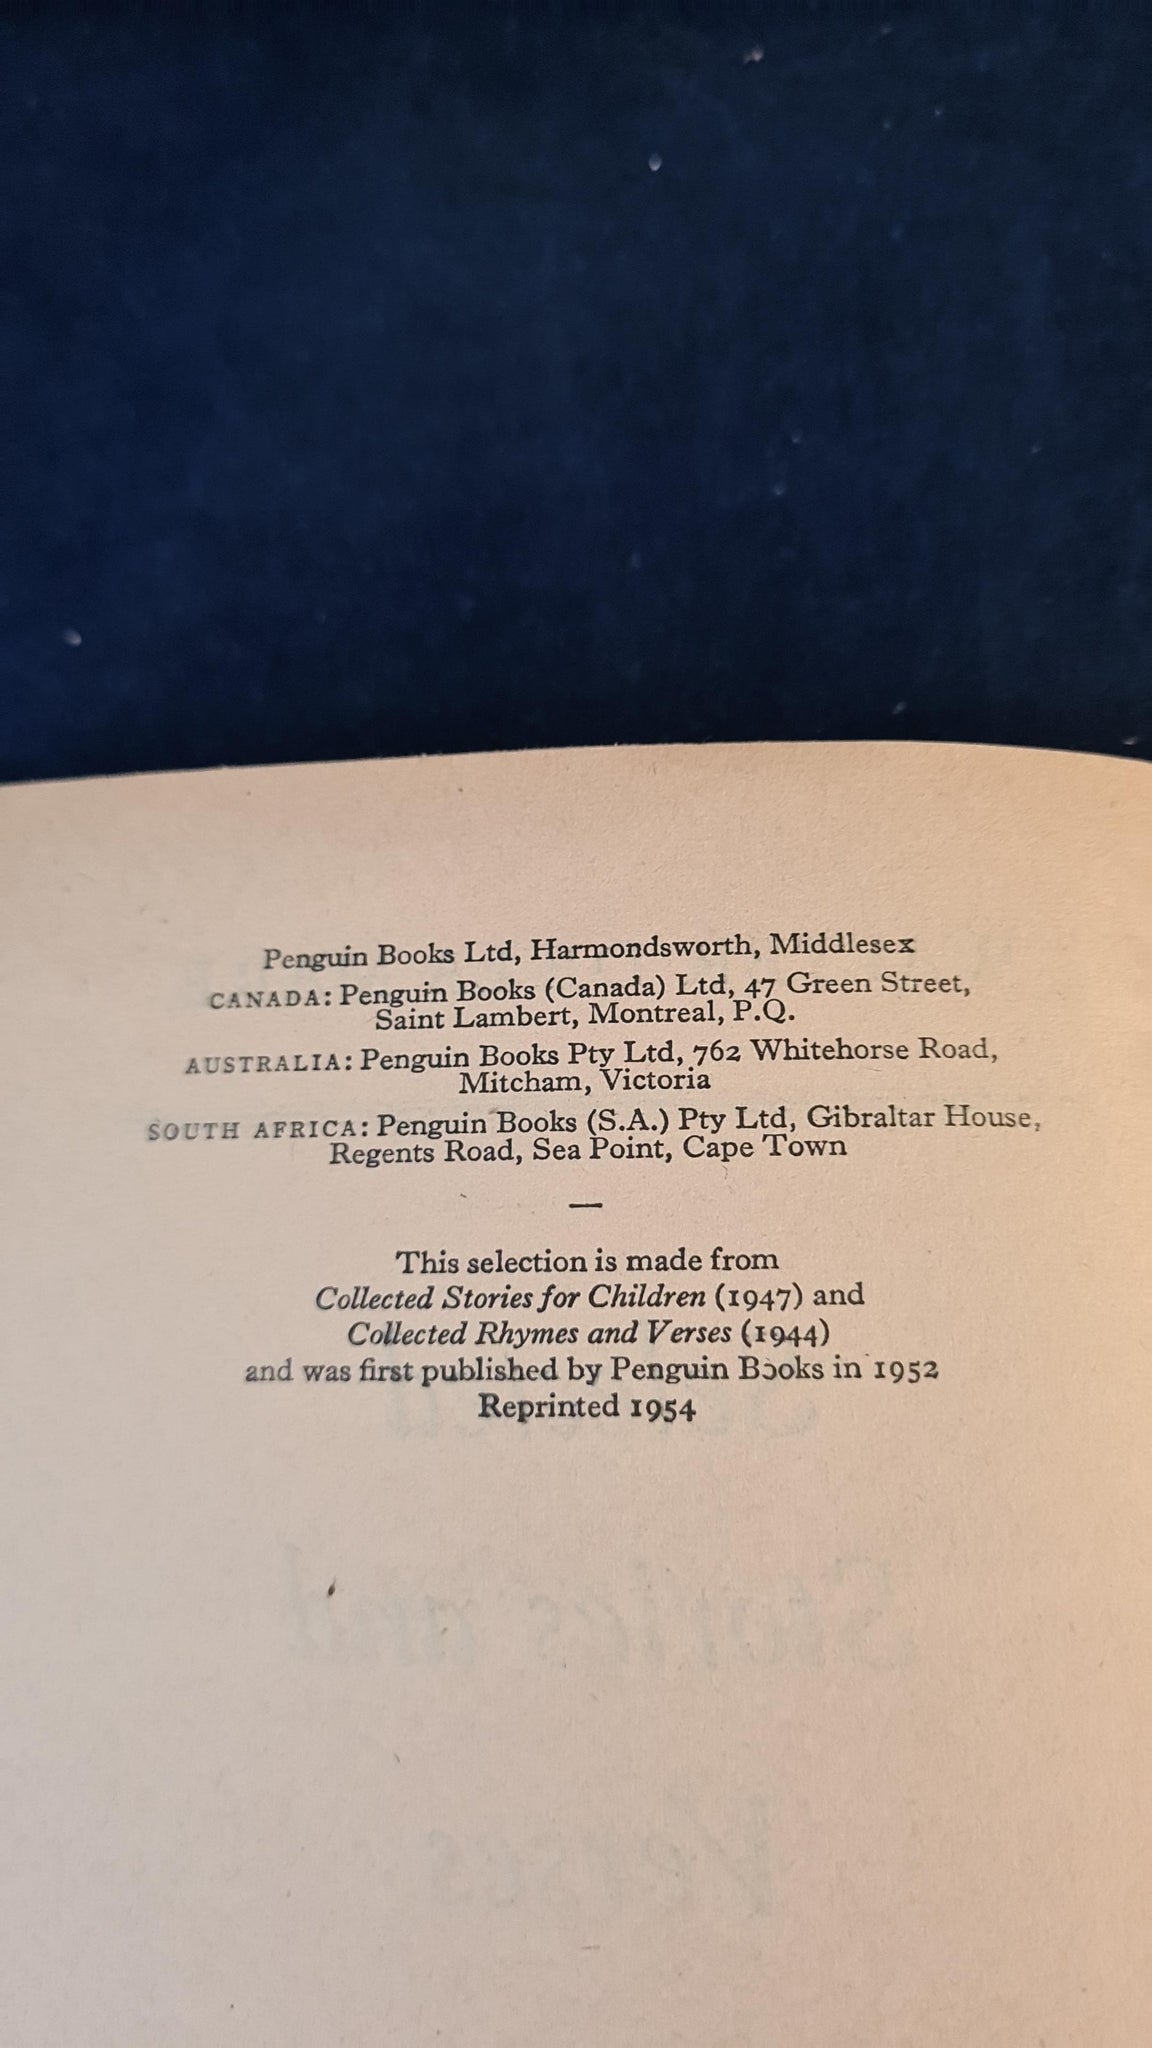 Penguin Books Ltd, Harmondsworth, Middlesex
CANADA: Penguin Books (Canada) Ltd, 47 Green Street,
Saint Lambert, Montreal, P.Q.
AUSTRALIA: Penguin Books Pty Ltd, 762 Whitehorse Road,
Mitcham, Victoria
SOUTH AFRICA: Penguin Books (S.A.) Pty Ltd, Gibraltar House,
Regents Road, Sea Point, Cape Town
—
This selection is made from
Collected Stories for Children (1947) and
Collected Rhymes and Verses (1944)
and was first published by Penguin Books in 1952
Reprinted 1954
Stories and
Verses